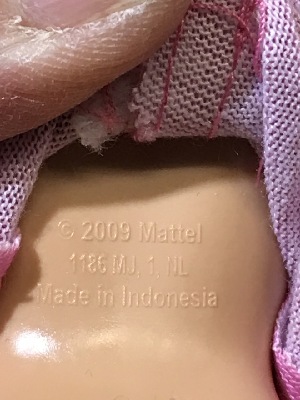 © 2009 Mattel
1186 MJ, 1, NL
Made in Indonesia